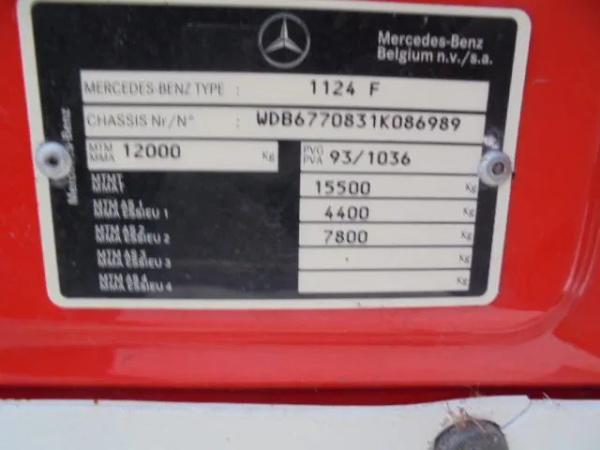 Mercedes-Benz
Belgium n.v./s.a.
MERCEDES-BENZ TYPE : 1124 F
CHASSIS Nr/N° : WDB6770831K086989
MTM
MMA 12000 Kg
PVG
PVA 93/1036
MTMT
MMAT 15500 Kg
MTM AS 1
MMA ESSIEU 1 4400 Kg
MTM AS 2
MMA ESSIEU 2 7800 Kg
MTM AS 3
MMA ESSIEU 3 Kg
MTM AS 4
MMA ESSIEU 4 Kg
Mercedes-Benz